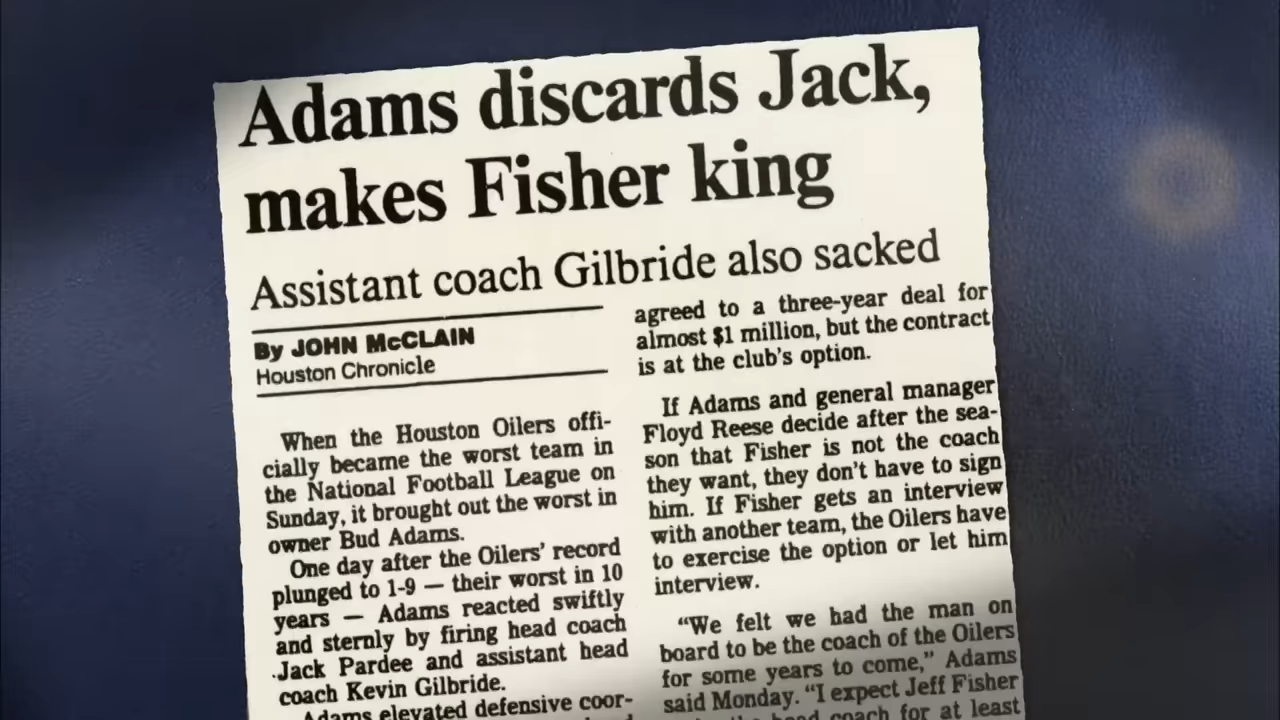 Adams discards Jack,
makes Fisher king
Assistant coach Gilbride also sacked
By JOHN McCLAIN
Houston Chronicle
When the Houston Oilers offi-
cially became the worst team in
the National Football League on
Sunday, it brought out the worst in
owner Bud Adams.
One day after the Oilers' record
plunged to 1-9 — their worst in 10
years — Adams reacted swiftly
and sternly by firing head coach
Jack Pardee and assistant head
coach Kevin Gilbride.
Adams elevated defensive coor-
agreed to a three-year deal for
almost $1 million, but the contract
is at the club's option.
If Adams and general manager
Floyd Reese decide after the sea-
son that Fisher is not the coach
they want, they don't have to sign
him. If Fisher gets an interview
with another team, the Oilers have
to exercise the option or let him
interview.
"We felt we had the man on
board to be the coach of the Oilers
for some years to come," Adams
said Monday. "I expect Jeff Fisher
head coach for at least